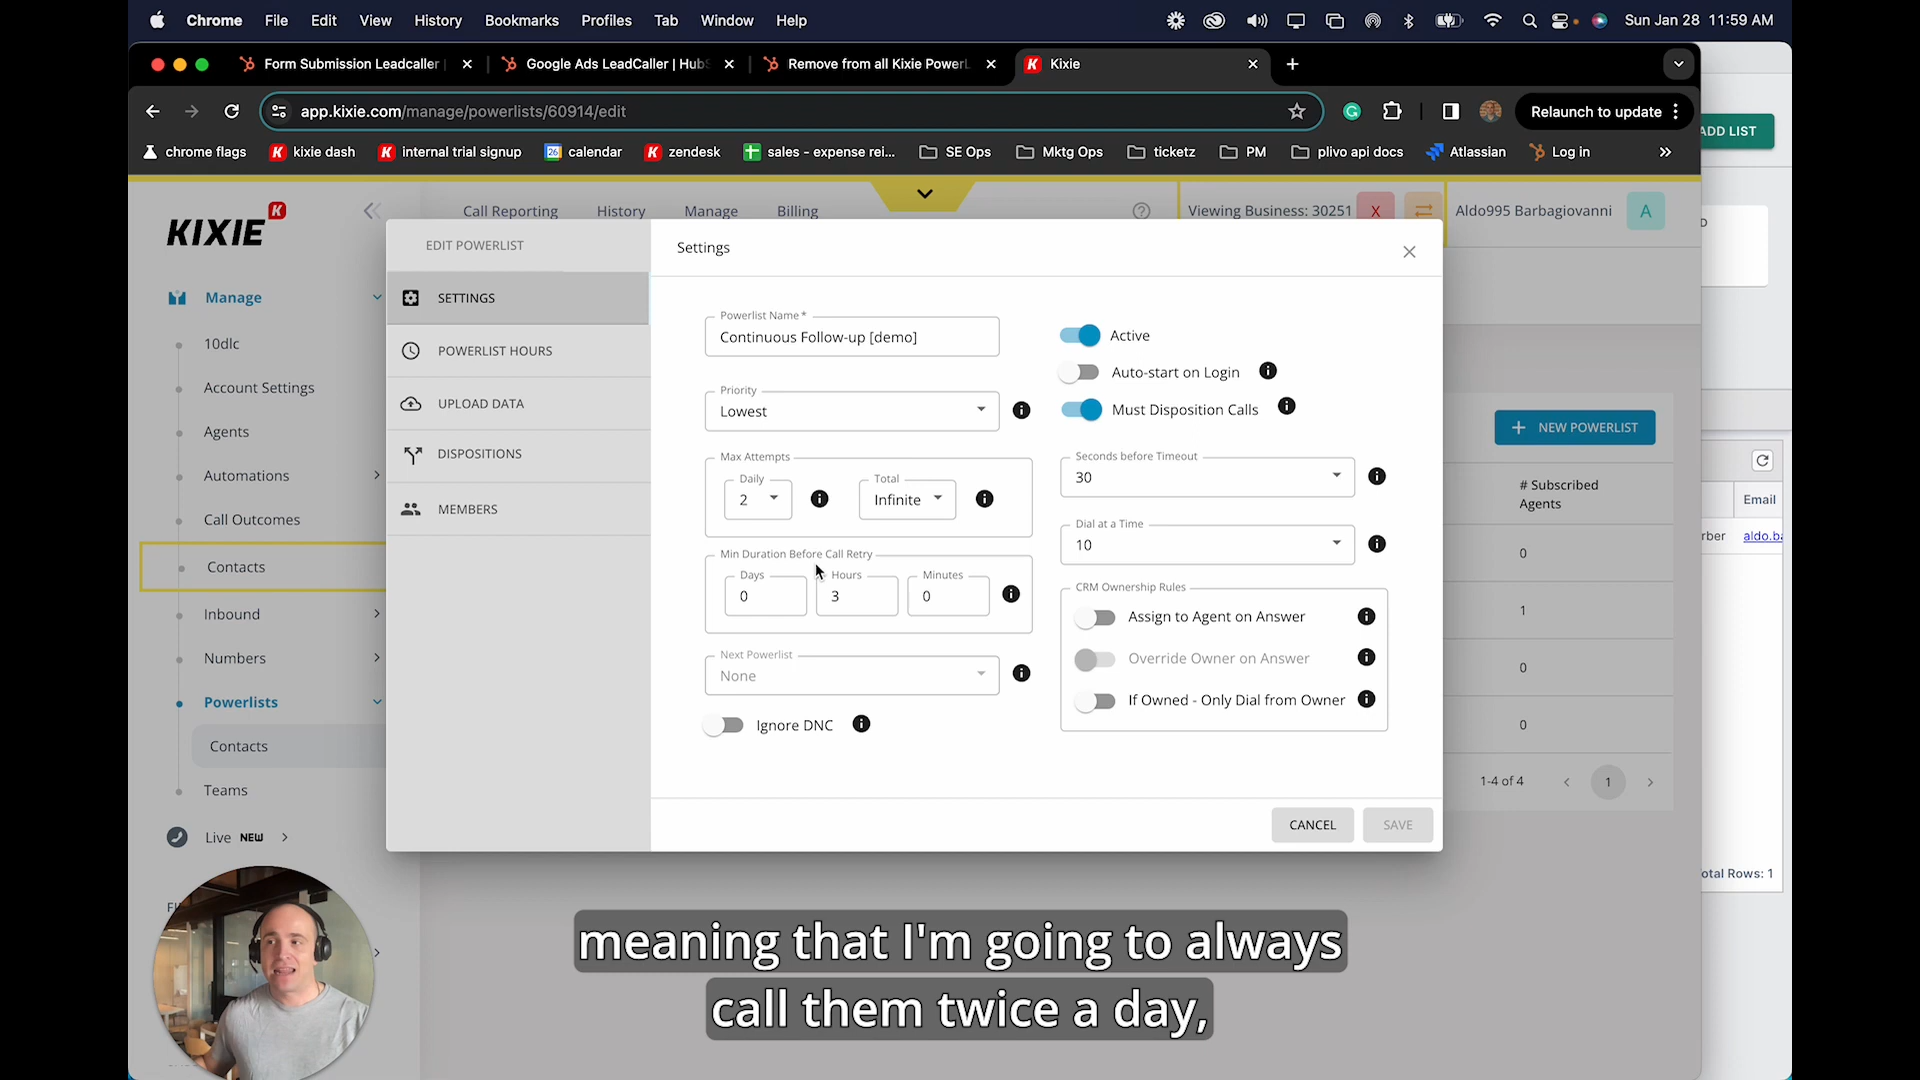 Chrome File Edit View History Bookmarks Profiles Tab Window Help Sun Jan 28 11:59 AM
Form Submission Leadcaller
Google Ads LeadCaller | HubS
Remove from all Kixie PowerL
Kixie
app.kixie.com/manage/powerlists/60914/edit
Relaunch to update
chrome flags
kixie dash
internal trial signup
26
calendar
zendesk
sales - expense rei...
SE Ops
Mktg Ops
ticketz
PM
plivo api docs
Atlassian
Log in
ADD LIST
KIXIE
Call Reporting
History
Manage
Billing
Viewing Business: 30251
X
Aldo995 Barbagiovanni
A
Manage
10dlc
Account Settings
Agents
Automations
Call Outcomes
Contacts
Inbound
Numbers
Powerlists
Contacts
Teams
Live NEW
EDIT POWERLIST
SETTINGS
POWERLIST HOURS
UPLOAD DATA
DISPOSITIONS
MEMBERS
Settings
Powerlist Name *
Continuous Follow-up [demo]
Priority
Lowest
Max Attempts
Daily
2
Total
Infinite
Min Duration Before Call Retry
Days
0
Hours
3
Minutes
0
Next Powerlist
None
Ignore DNC
Active
Auto-start on Login
Must Disposition Calls
Seconds before Timeout
30
Dial at a Time
10
CRM Ownership Rules
Assign to Agent on Answer
Override Owner on Answer
If Owned - Only Dial from Owner
CANCEL
SAVE
+ NEW POWERLIST
# Subscribed
Agents
0
1
0
0
1-4 of 4
1
Email
rber
aldo.ba
otal Rows: 1
meaning that I'm going to always
call them twice a day,